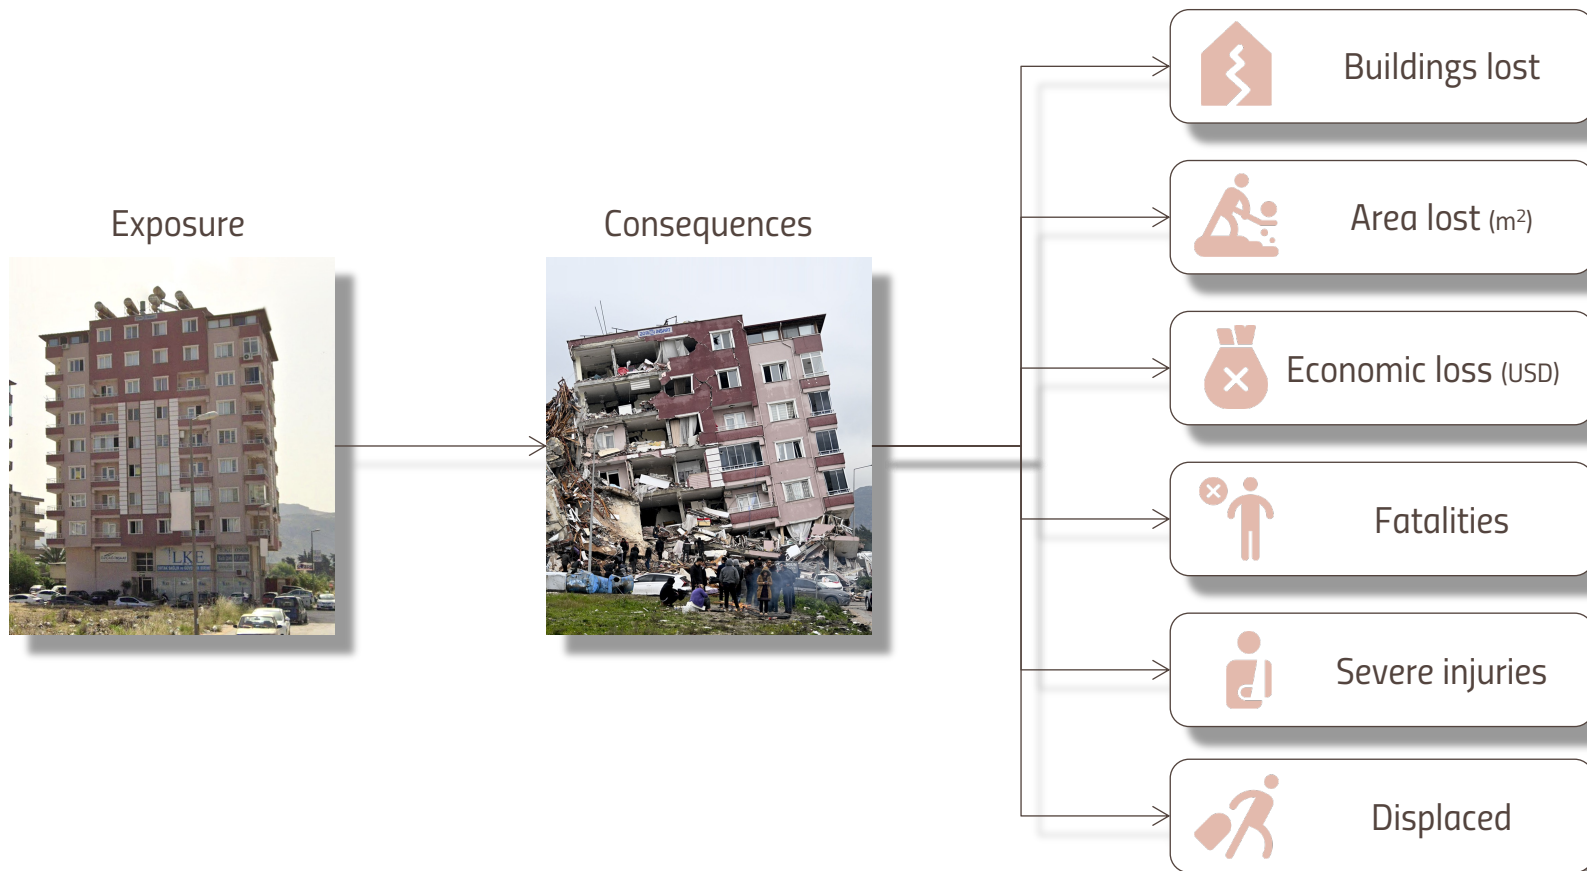 Exposure
Consequences
Buildings lost
Area lost (m²)
Economic loss (USD)
Fatalities
Severe injuries
Displaced